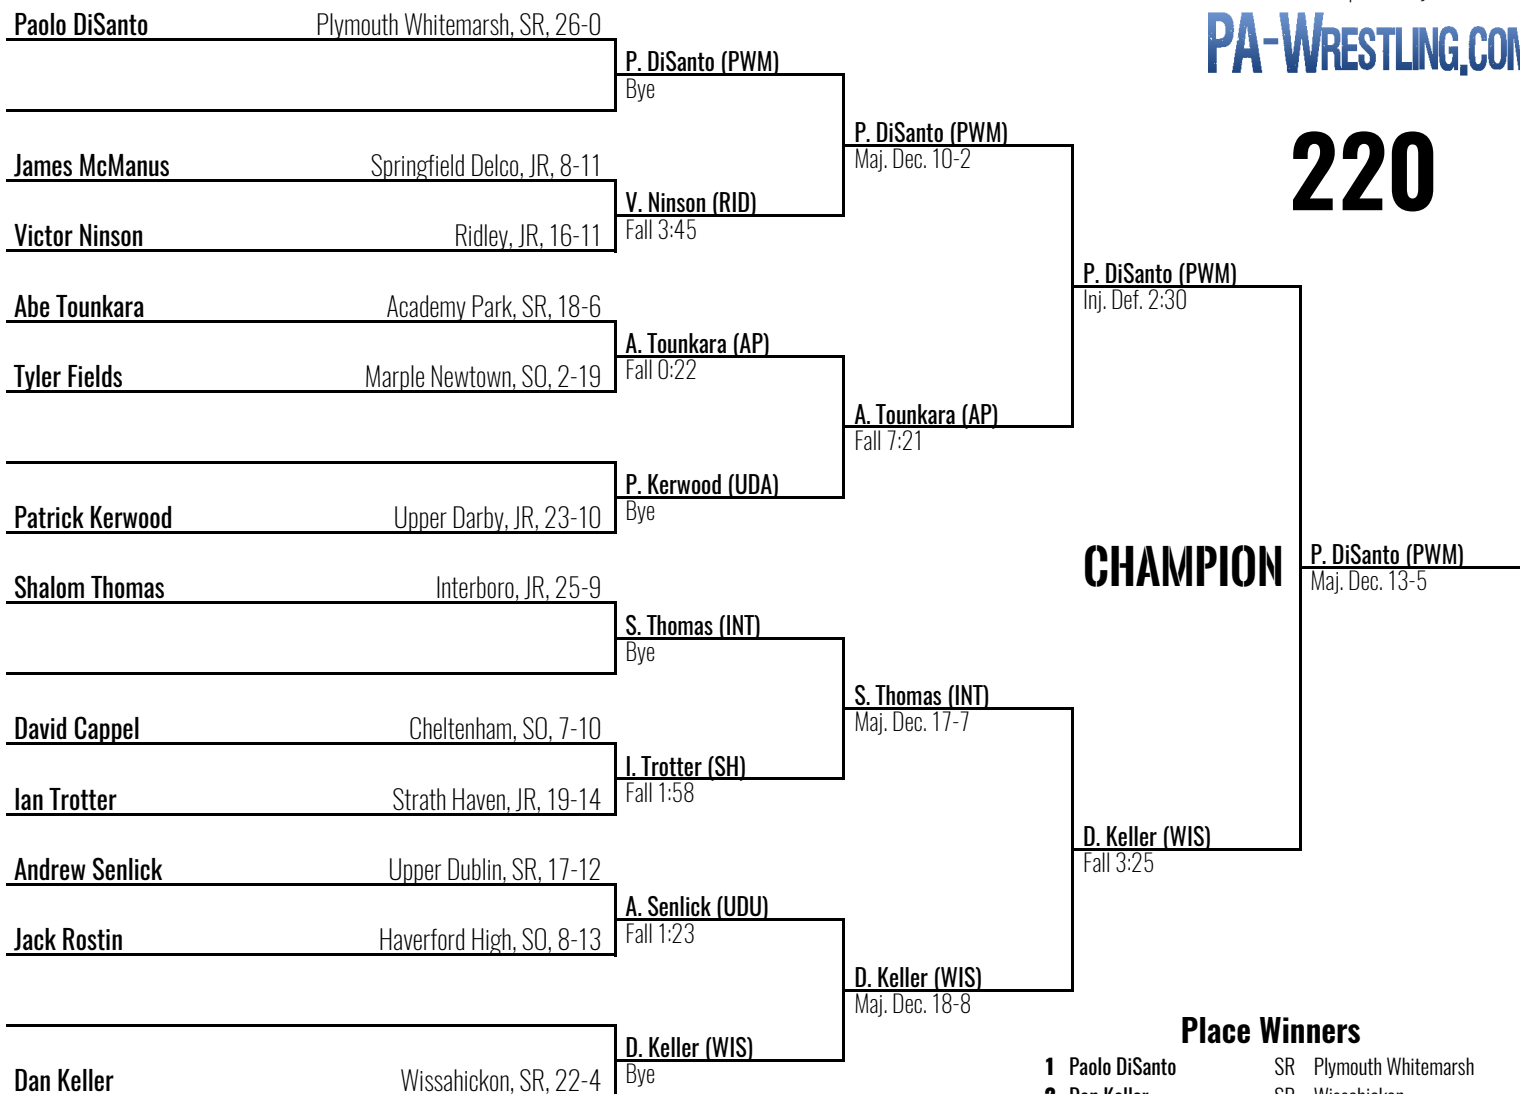 PA-WRESTLING.COM
220
Paolo DiSanto Plymouth Whitemarsh, SR, 26-0
P. DiSanto (PWM)
Bye
P. DiSanto (PWM)
Maj. Dec. 10-2
James McManus Springfield Delco, JR, 8-11
V. Ninson (RID)
Fall 3:45
Victor Ninson Ridley, JR, 16-11
P. DiSanto (PWM)
Inj. Def. 2:30
Abe Tounkara Academy Park, SR, 18-6
A. Tounkara (AP)
Fall 0:22
Tyler Fields Marple Newtown, SO, 2-19
A. Tounkara (AP)
Fall 7:21
P. Kerwood (UDA)
Bye
Patrick Kerwood Upper Darby, JR, 23-10
CHAMPION
P. DiSanto (PWM)
Maj. Dec. 13-5
Shalom Thomas Interboro, JR, 25-9
S. Thomas (INT)
Bye
S. Thomas (INT)
Maj. Dec. 17-7
David Cappel Cheltenham, SO, 7-10
I. Trotter (SH)
Fall 1:58
Ian Trotter Strath Haven, JR, 19-14
D. Keller (WIS)
Fall 3:25
Andrew Senlick Upper Dublin, SR, 17-12
A. Senlick (UDU)
Fall 1:23
Jack Rostin Haverford High, SO, 8-13
D. Keller (WIS)
Maj. Dec. 18-8
D. Keller (WIS)
Bye
Dan Keller Wissahickon, SR, 22-4
Place Winners
1 Paolo DiSanto SR Plymouth Whitemarsh
2 Dan Keller SR Wissahickon